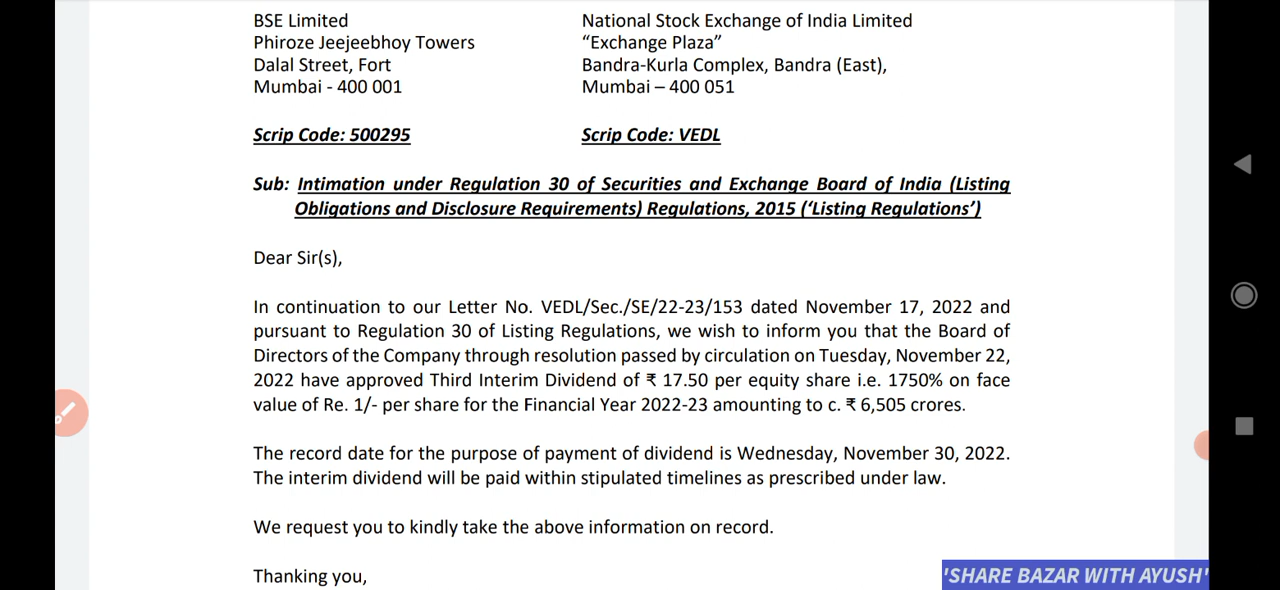 BSE Limited
Phiroze Jeejeebhoy Towers
Dalal Street, Fort
Mumbai - 400 001
National Stock Exchange of India Limited
“Exchange Plaza”
Bandra-Kurla Complex, Bandra (East),
Mumbai – 400 051
Scrip Code: 500295
Scrip Code: VEDL
Sub: Intimation under Regulation 30 of Securities and Exchange Board of India (Listing
Obligations and Disclosure Requirements) Regulations, 2015 (‘Listing Regulations’)
Dear Sir(s),
In continuation to our Letter No. VEDL/Sec./SE/22-23/153 dated November 17, 2022 and
pursuant to Regulation 30 of Listing Regulations, we wish to inform you that the Board of
Directors of the Company through resolution passed by circulation on Tuesday, November 22,
2022 have approved Third Interim Dividend of ₹ 17.50 per equity share i.e. 1750% on face
value of Re. 1/- per share for the Financial Year 2022-23 amounting to c. ₹ 6,505 crores.
The record date for the purpose of payment of dividend is Wednesday, November 30, 2022.
The interim dividend will be paid within stipulated timelines as prescribed under law.
We request you to kindly take the above information on record.
Thanking you,
'SHARE BAZAR WITH AYUSH'